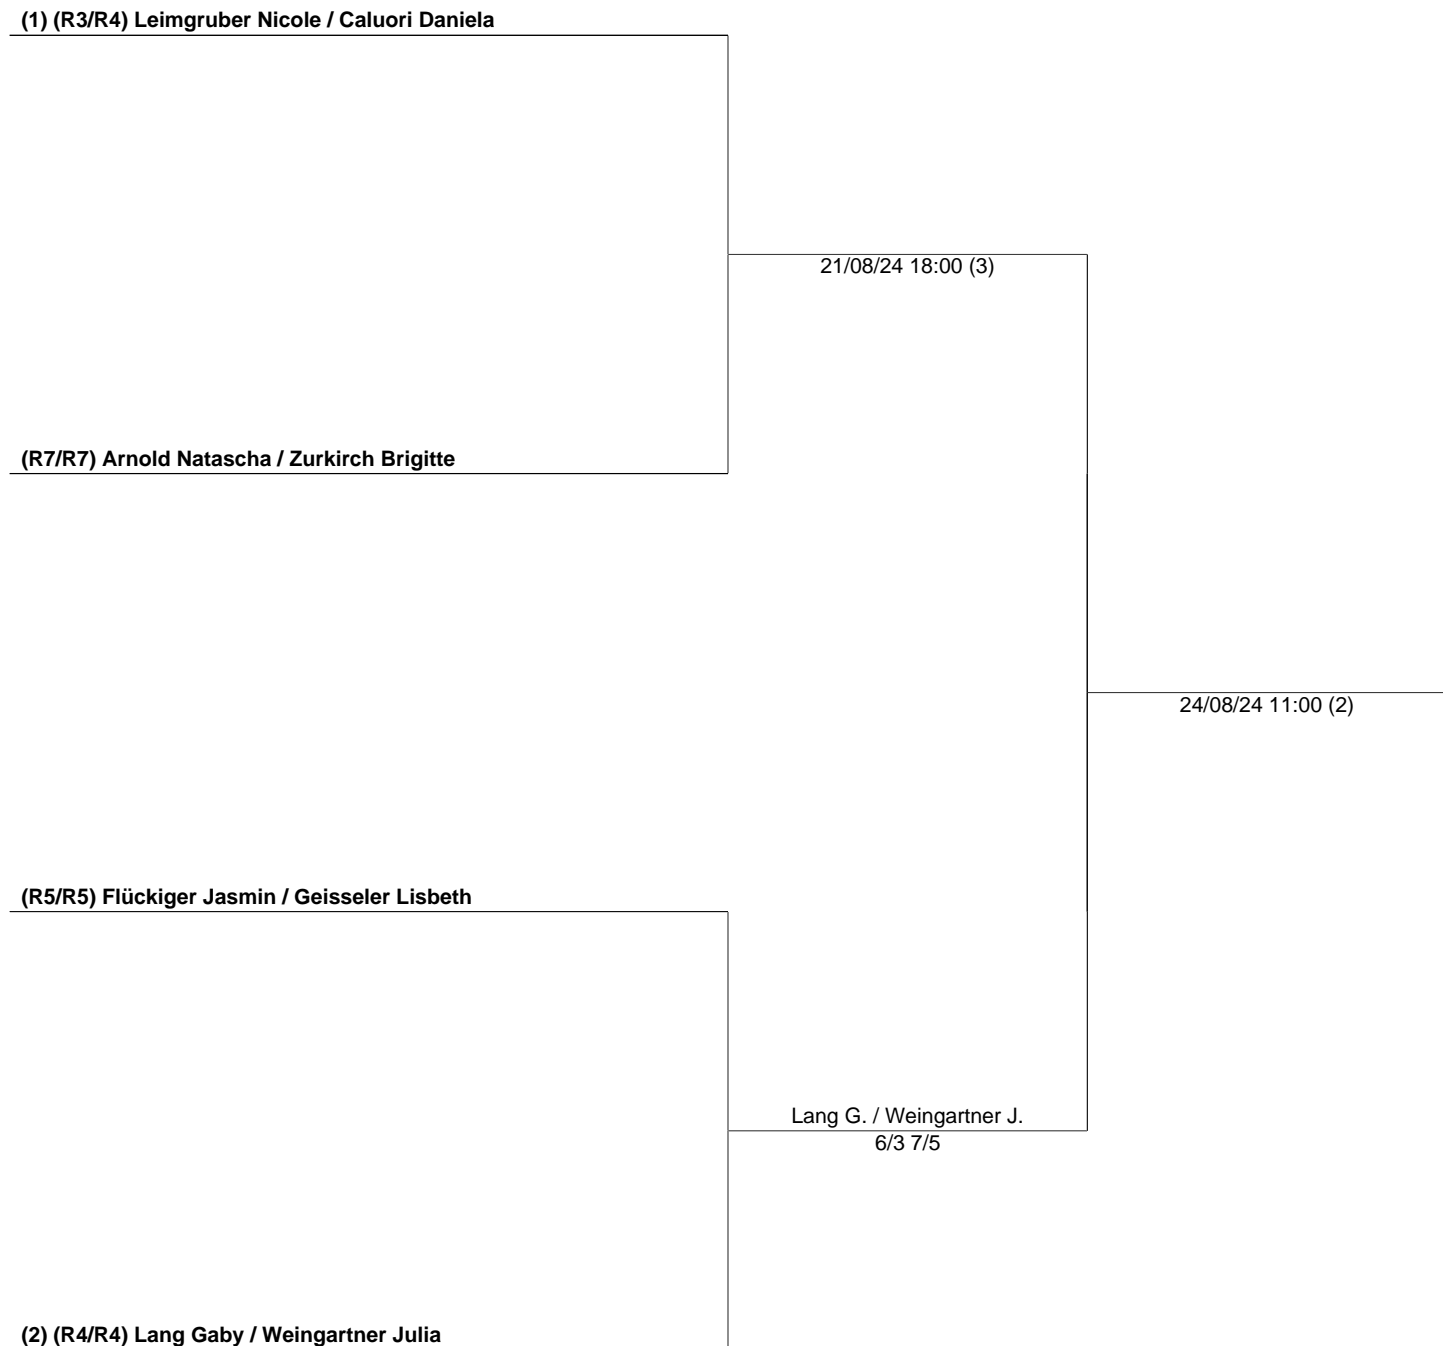 (1) (R3/R4) Leimgruber Nicole / Caluori Daniela
21/08/24 18:00 (3)
(R7/R7) Arnold Natascha / Zurkirch Brigitte
24/08/24 11:00 (2)
(R5/R5) Flückiger Jasmin / Geisseler Lisbeth
Lang G. / Weingartner J.
6/3 7/5
(2) (R4/R4) Lang Gaby / Weingartner Julia